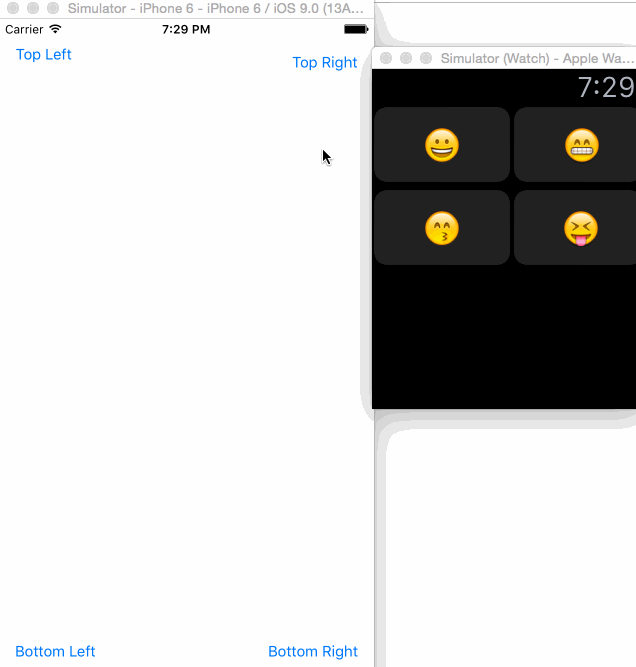 Simulator - iPhone 6 - iPhone 6 / iOS 9.0 (13A...
Carrier 7:29 PM
Top Left
Top Right
Bottom Left
Bottom Right
Simulator (Watch) - Apple Wa...
7:29